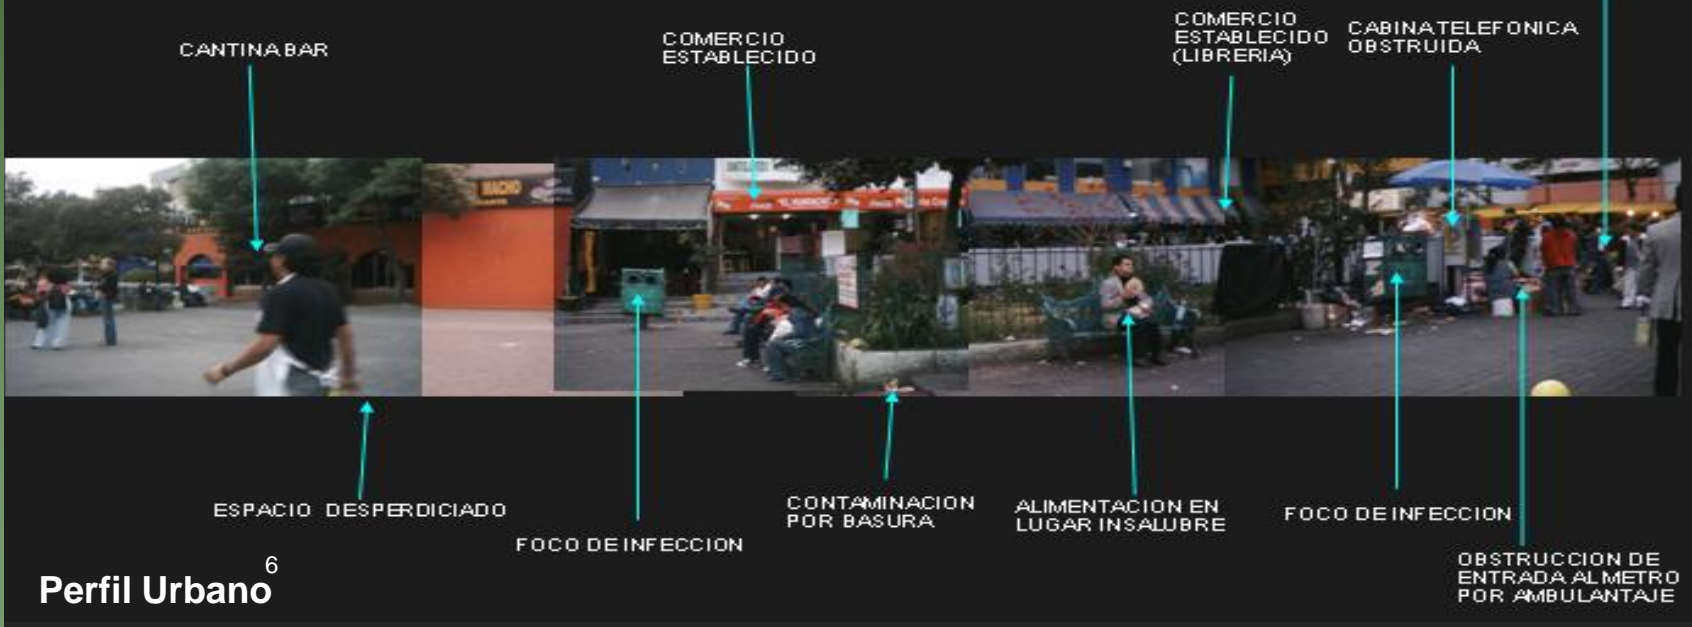 CANTINA BAR
COMERCIO
ESTABLECIDO
COMERCIO
ESTABLECIDO
(LIBRERIA)
CABINA TELEFONICA
OBSTRUIDA
MACHO
ESPACIO DESPERDICIADO
FOCO DE INFECCION
CONTAMINACION
POR BASURA
ALIMENTACION EN
LUGAR INSALUBRE
FOCO DE INFECCION
OBSTRUCCION DE
ENTRADA AL METRO
POR AMBULANTAJE
Perfil Urbano
6